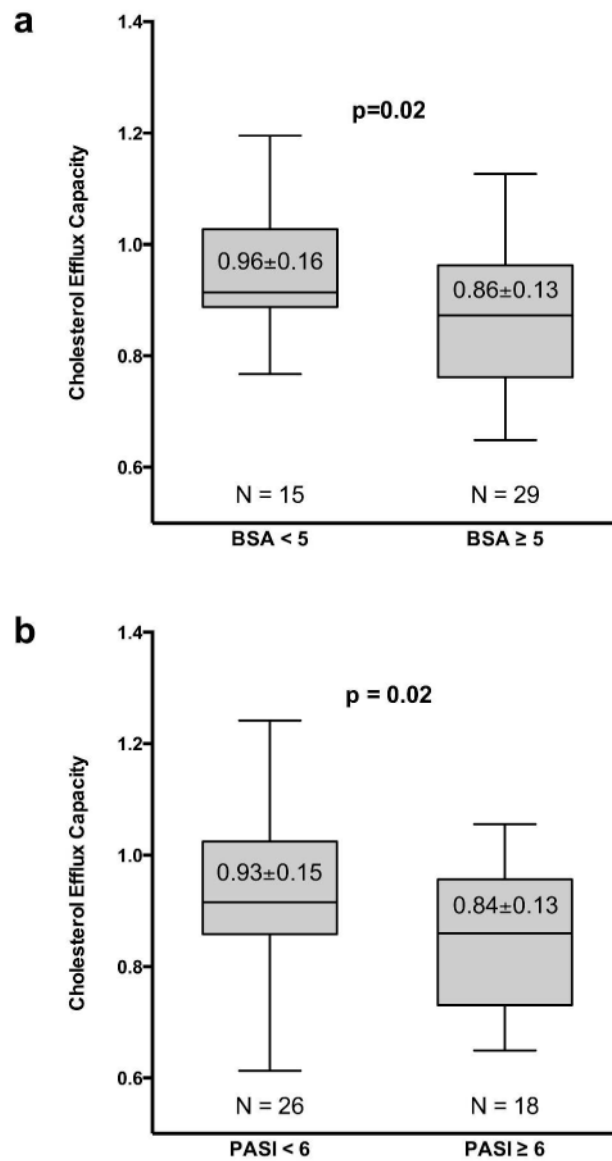 a
1.4
p=0.02
1.2
Cholesterol Efflux Capacity
1.0
0.96±0.16
0.86±0.13
0.8
0.6
N = 15
N = 29
BSA < 5
BSA ≥ 5
b
1.4
p = 0.02
1.2
Cholesterol Efflux Capacity
1.0
0.93±0.15
0.84±0.13
0.8
0.6
N = 26
N = 18
PASI < 6
PASI ≥ 6